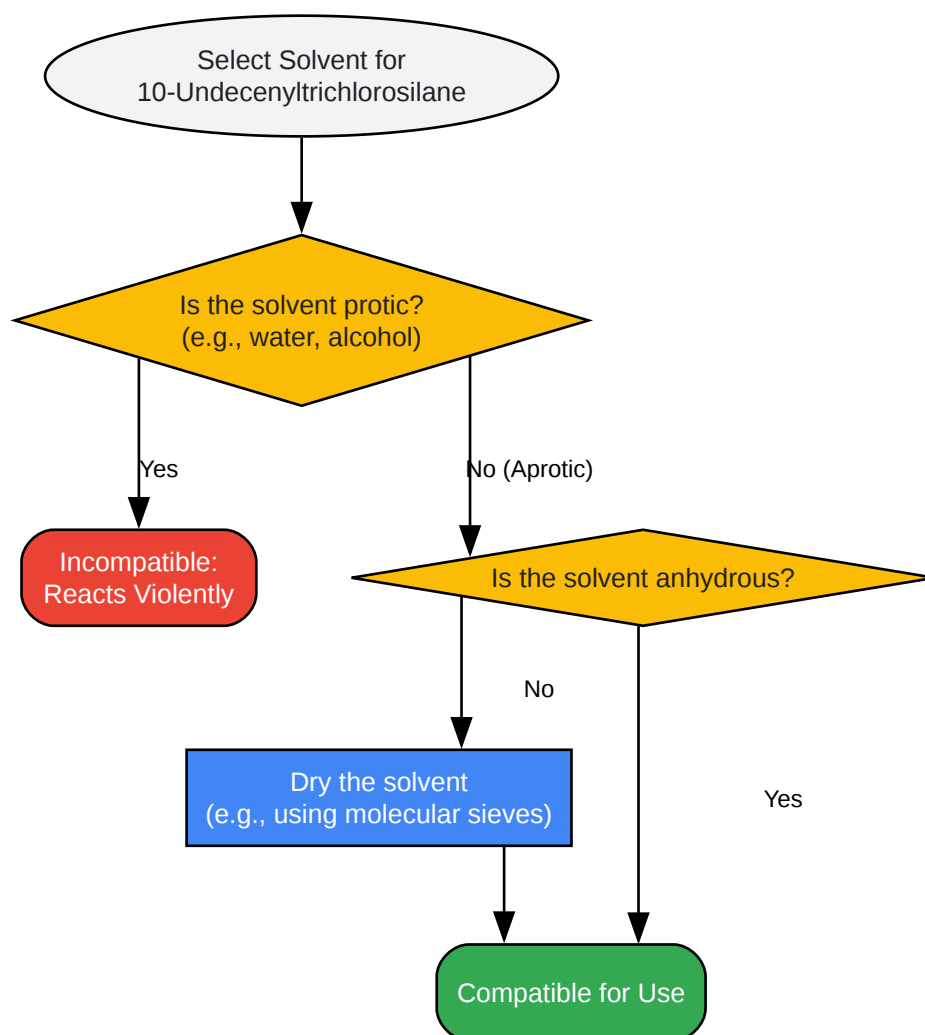 Select Solvent for
10-Undecenyltrichlorosilane
Is the solvent protic?
(e.g., water, alcohol)
Yes
No (Aprotic)
Incompatible:
Reacts Violently
Is the solvent anhydrous?
No
Dry the solvent
(e.g., using molecular sieves)
Yes
Compatible for Use